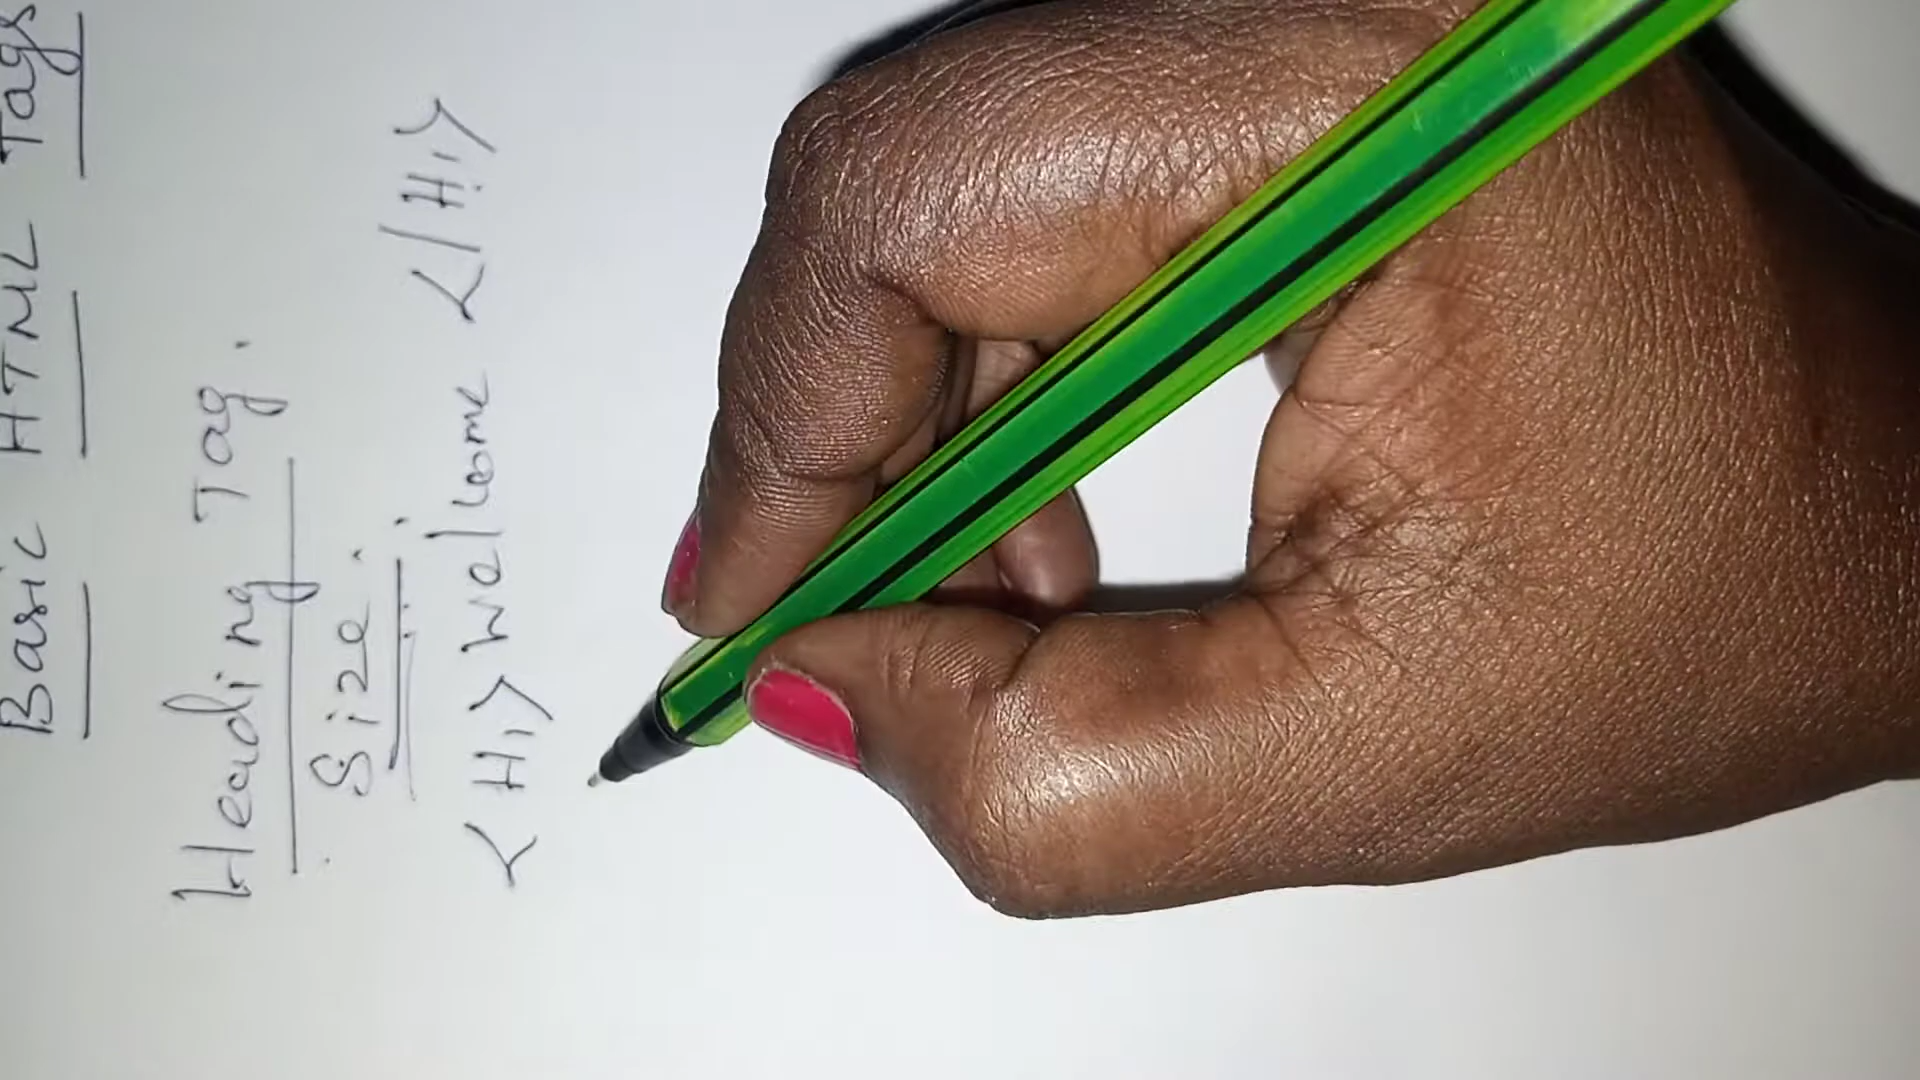 Basic HTML Tags
Heading Tag.
Size.
<H1> Welcome </H1>